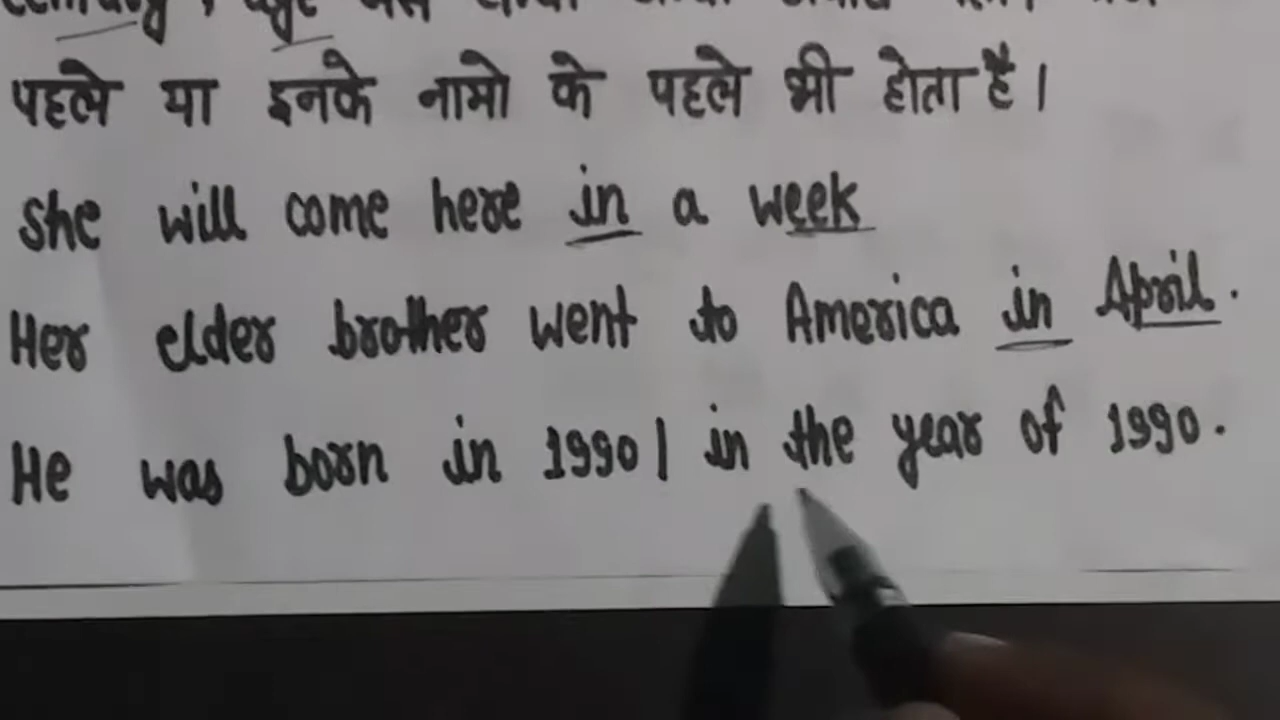 पहले या इनके नामो के पहले भी होता है।
She will come here in a week
Her elder brother went to America in April.
He was born in 1990 | in the year of 1990.